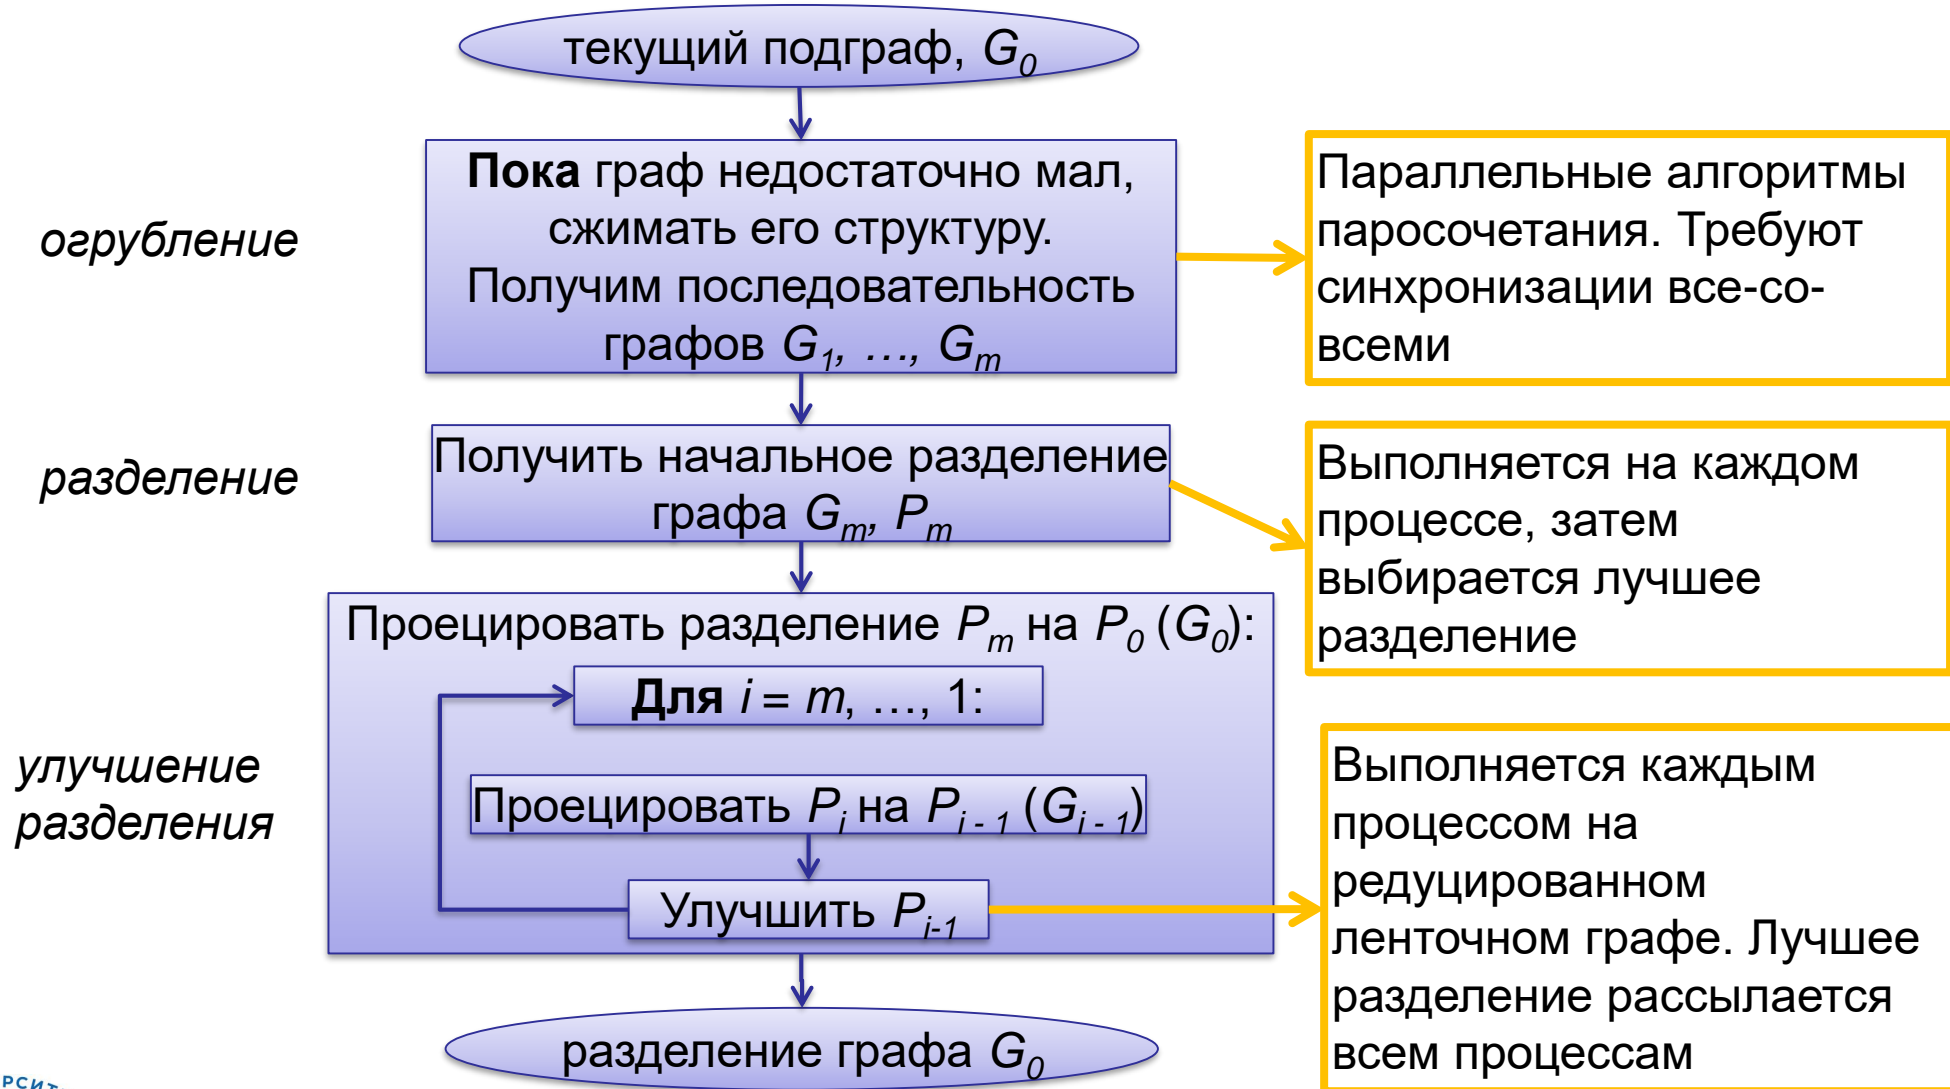 текущий подграф, G0
огрубление
Пока граф недостаточно мал,
сжимать его структуру.
Получим последовательность
графов G1, …, Gm
Параллельные алгоритмы
паросочетания. Требуют
синхронизации все-со-
всеми
разделение
Получить начальное разделение
графа Gm, Pm
Выполняется на каждом
процессе, затем
выбирается лучшее
разделение
улучшение
разделения
Проецировать разделение Pm на P0 (G0):
Для i = m, …, 1:
Проецировать Pi на Pi - 1 (Gi - 1)
Улучшить Pi-1
Выполняется каждым
процессом на
редуцированном
ленточном графе. Лучшее
разделение рассылается
всем процессам
разделение графа G0